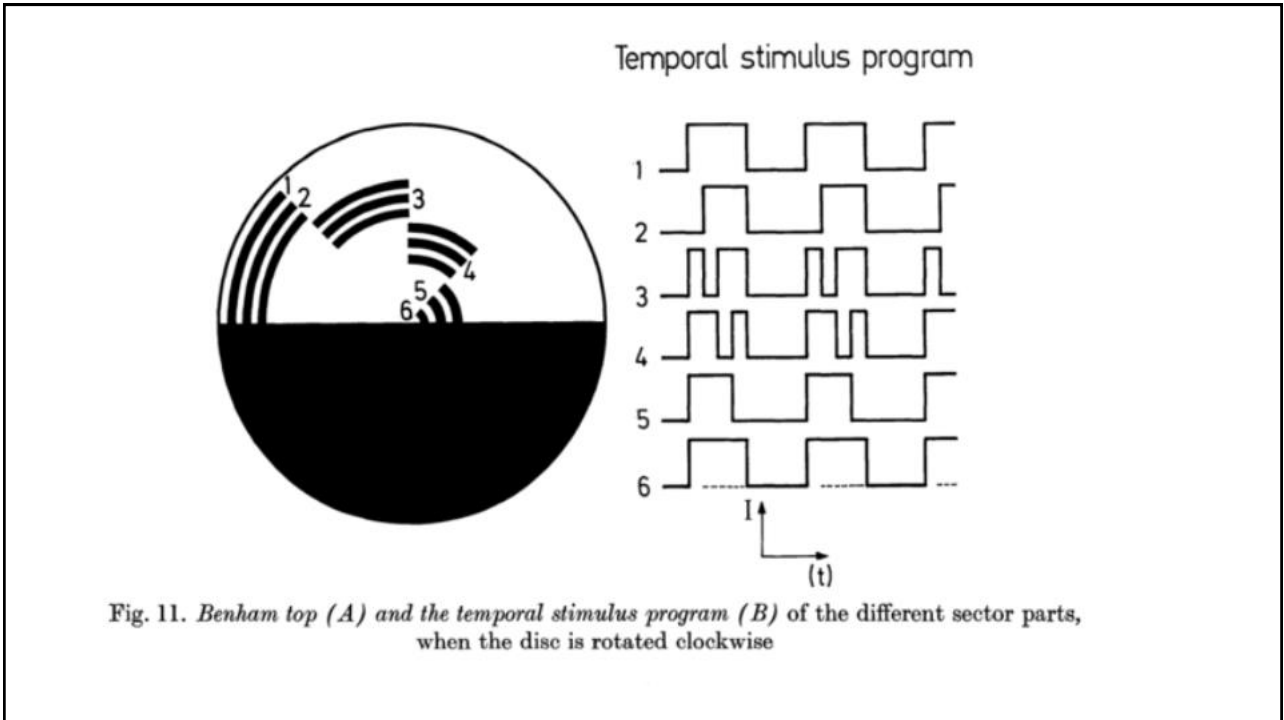 Temporal stimulus program
1
2
3
4
5
6
1
2
3
4
5
6
I
(t)
Fig. 11. Benham top (A) and the temporal stimulus program (B) of the different sector parts,
when the disc is rotated clockwise